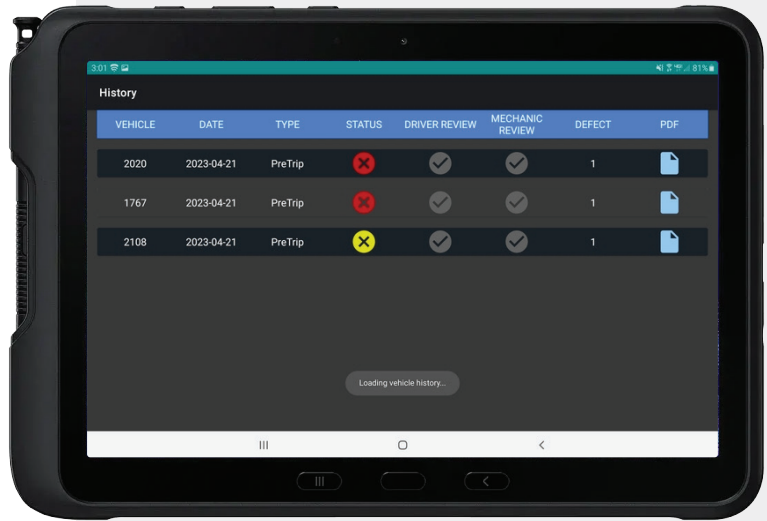 3:01 81%
History
VEHICLE DATE TYPE STATUS DRIVER REVIEW MECHANIC REVIEW DEFECT PDF
2020 2023-04-21 PreTrip 1
1767 2023-04-21 PreTrip 1
2108 2023-04-21 PreTrip 1
Loading vehicle history...